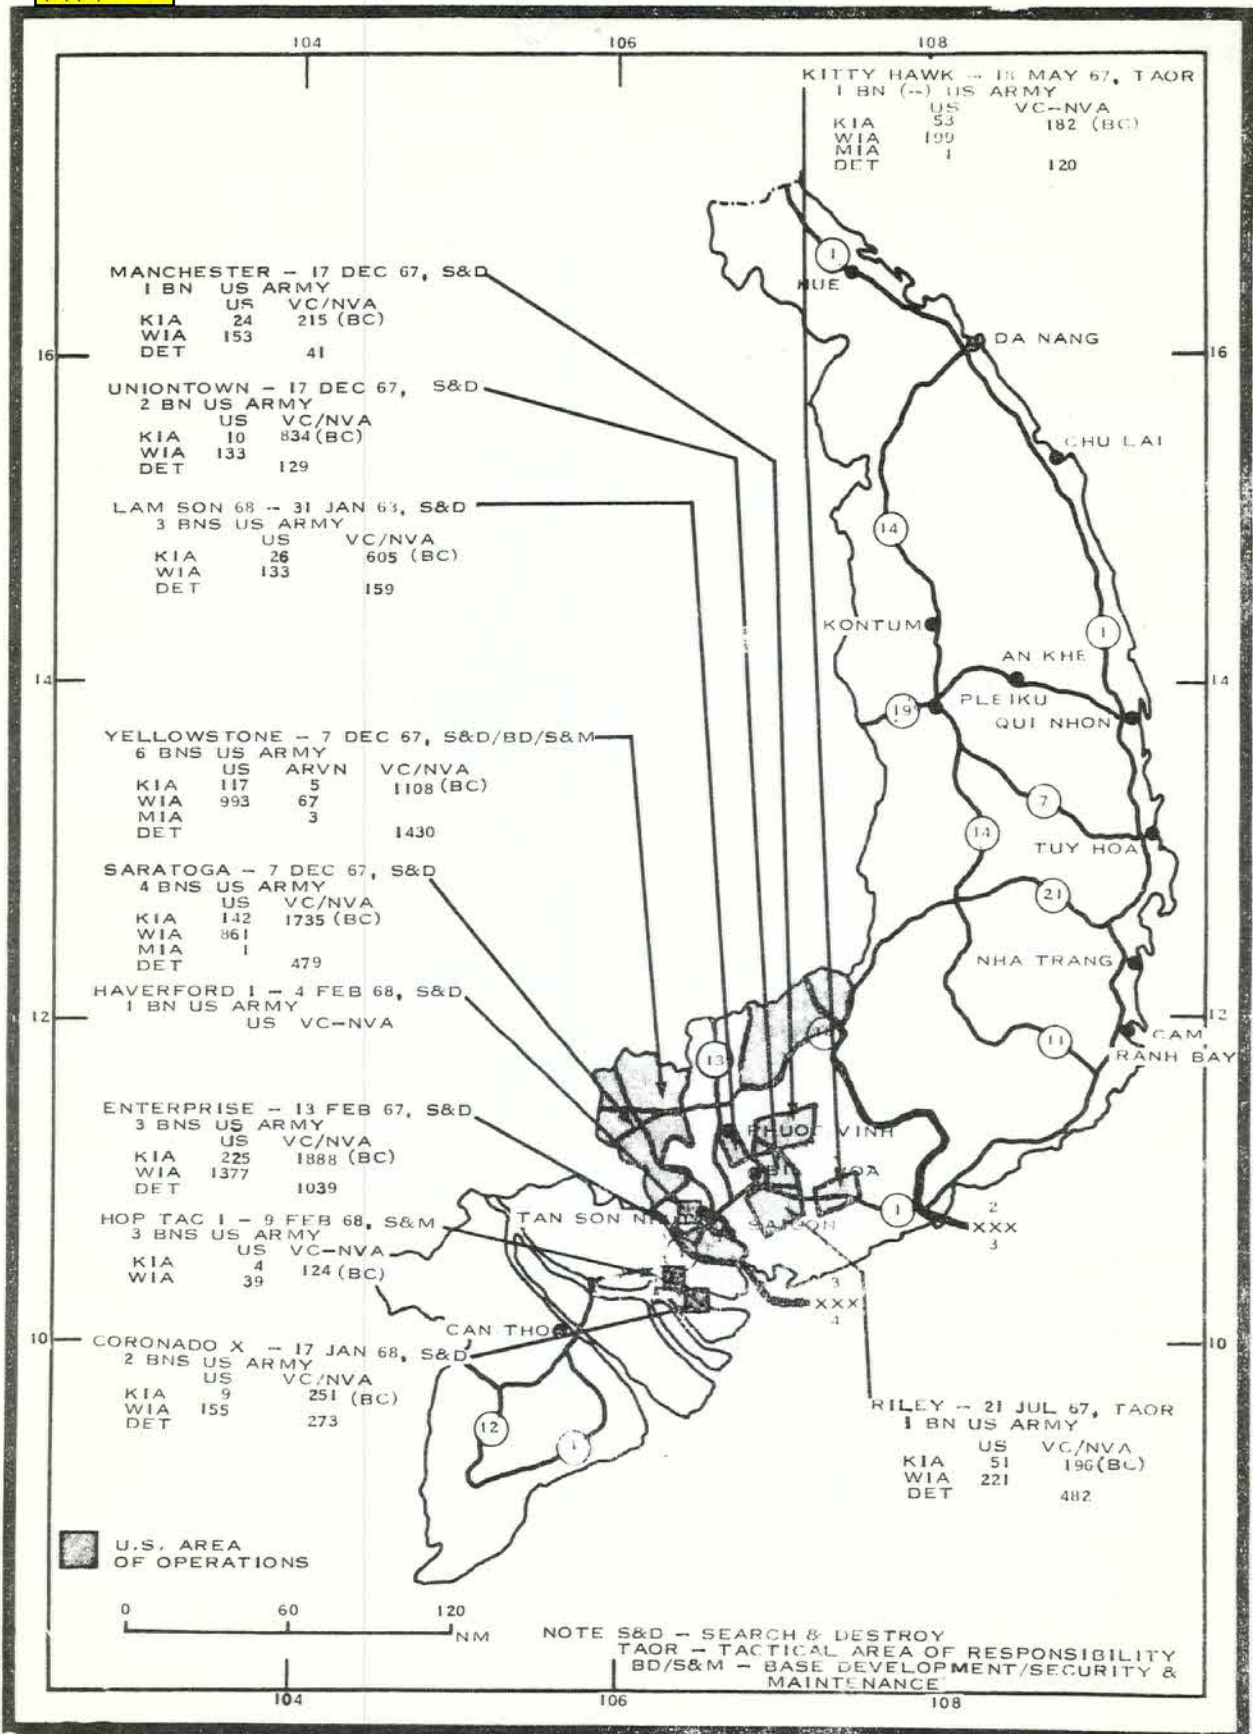 104 106 108
KITTY HAWK -- 18 MAY 67, TAOR
1 BN (--) US ARMY
US VC-NVA
KIA 53 182 (BC)
WIA 199
MIA 1
DET 120
1
HUE
DA NANG
CHU LAI
14
KONTUM
1
AN KHE
PLEIKU
19
QUI NHON
7
14
TUY HOA
21
NHA TRANG
11
CAM
RANH BAY
13
PHUOC VINH
TAN SON NHUT
SAIGON
1
2
XXX
3
3
XXX
4
CAN THO
12
16 16
14 14
12 12
10 10
MANCHESTER - 17 DEC 67, S&D
1 BN US ARMY
US VC/NVA
KIA 24 215 (BC)
WIA 153
DET 41
UNIONTOWN - 17 DEC 67, S&D
2 BN US ARMY
US VC/NVA
KIA 10 834 (BC)
WIA 133
DET 129
LAM SON 68 -- 31 JAN 63, S&D
3 BNS US ARMY
US VC/NVA
KIA 26 605 (BC)
WIA 133
DET 159
YELLOWSTONE - 7 DEC 67, S&D/BD/S&M
6 BNS US ARMY
US ARVN VC/NVA
KIA 117 5 1108 (BC)
WIA 993 67
MIA 3
DET 1430
SARATOGA - 7 DEC 67, S&D
4 BNS US ARMY
US VC/NVA
KIA 142 1735 (BC)
WIA 861
MIA 1
DET 479
HAVERFORD 1 - 4 FEB 68, S&D
1 BN US ARMY
US VC-NVA
ENTERPRISE - 13 FEB 67, S&D
3 BNS US ARMY
US VC/NVA
KIA 225 1888 (BC)
WIA 1377
DET 1039
HOP TAC 1 - 9 FEB 68, S&M
3 BNS US ARMY
US VC-NVA
KIA 4 124 (BC)
WIA 39
CORONADO X - 17 JAN 68, S&D
2 BNS US ARMY
US VC/NVA
KIA 9 251 (BC)
WIA 155
DET 273
RILEY -- 21 JUL 67, TAOR
1 BN US ARMY
US VC/NVA
KIA 51 196 (BC)
WIA 221
DET 482
U.S. AREA
OF OPERATIONS
0 60 120
NM
NOTE S&D - SEARCH & DESTROY
TAOR - TACTICAL AREA OF RESPONSIBILITY
BD/S&M - BASE DEVELOPMENT/SECURITY &
MAINTENANCE
104 106 108